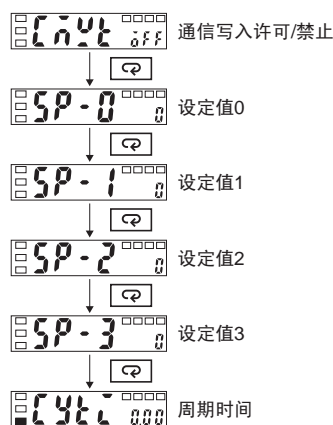 CMWT oFF 通信写入许可/禁止
SP-0 0 设定值0
SP-1 0 设定值1
SP-2 0 设定值2
SP-3 0 设定值3
CYTI 0.00 周期时间